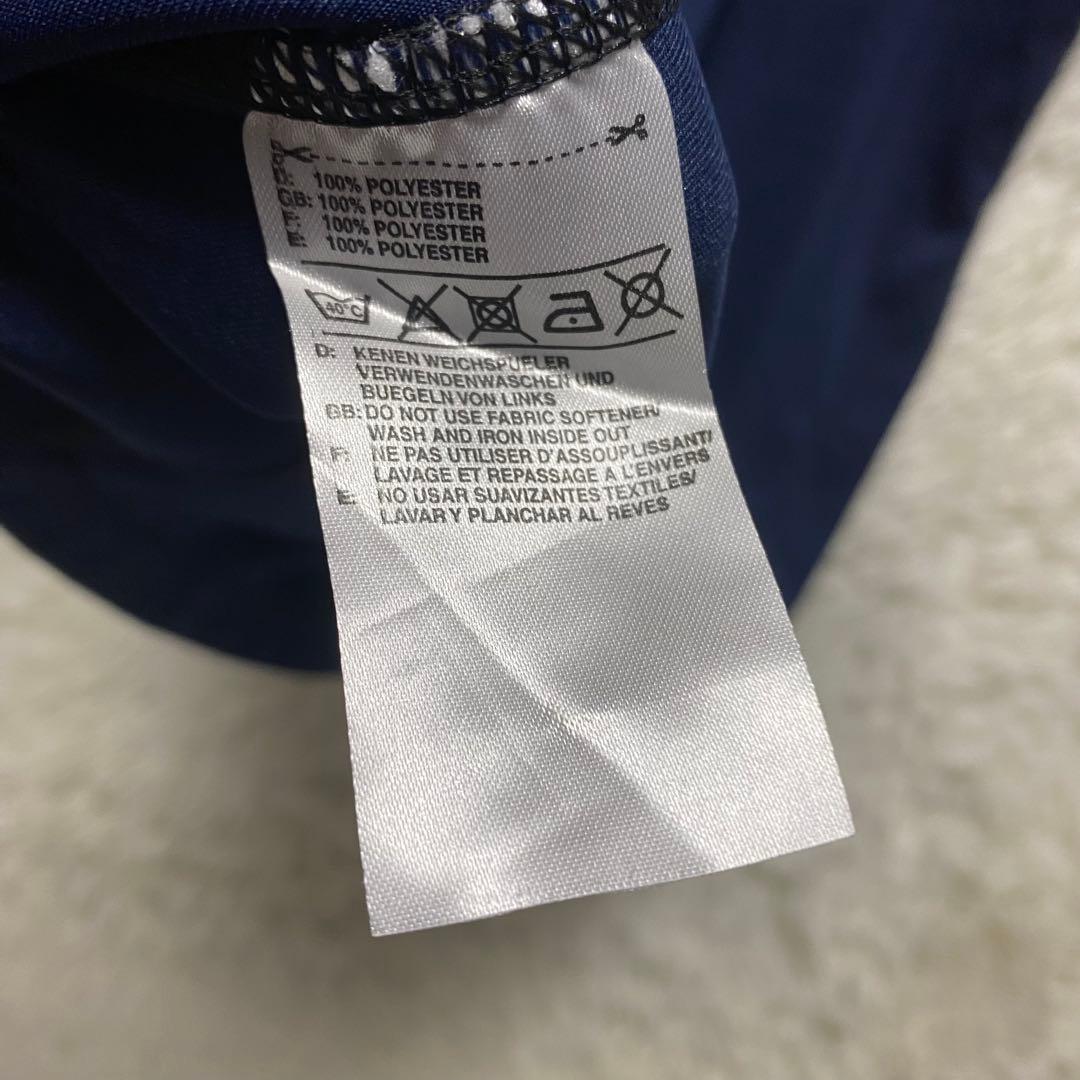 D: 100% POLYESTER
GB: 100% POLYESTER
F: 100% POLYESTER
E: 100% POLYESTER
40°C
D: KENEN WEICHSPUELER
VERWENDENWASCHEN UND
BUEGELN VON LINKS
GB: DO NOT USE FABRIC SOFTENER/
WASH AND IRON INSIDE OUT
F: NE PAS UTILISER D'ASSOUPLISSANT/
LAVAGE ET REPASSAGE A L'ENVERS
E: NO USAR SUAVIZANTES TEXTILES/
LAVAR Y PLANCHAR AL REVES